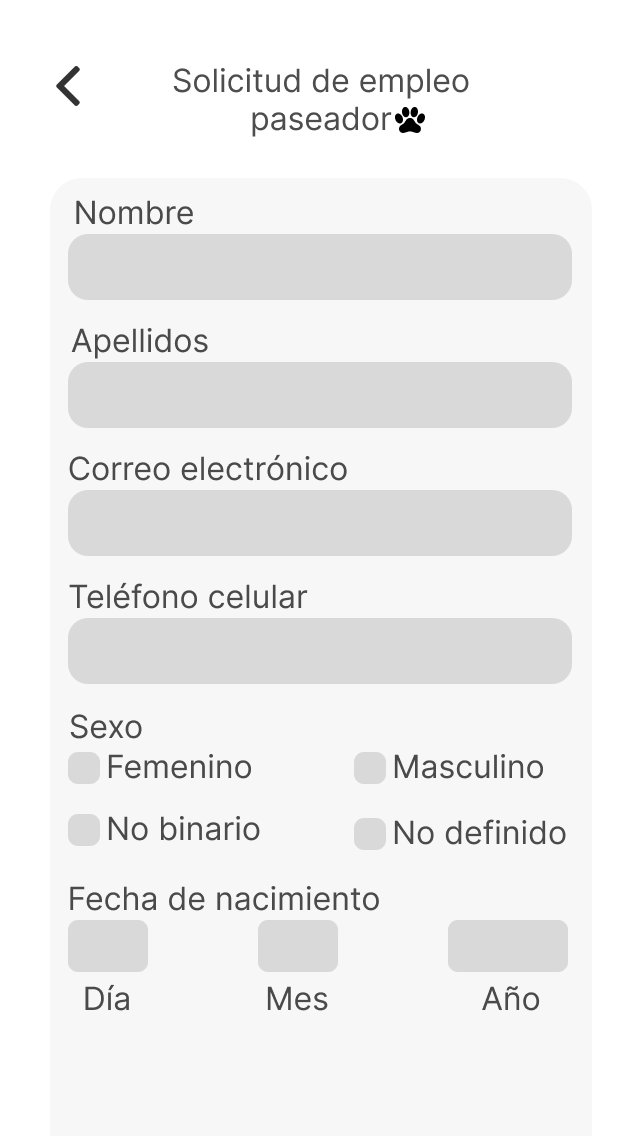 Solicitud de empleo
paseador
Nombre
Apellidos
Correo electrónico
Teléfono celular
Sexo
Femenino
Masculino
No binario
No definido
Fecha de nacimiento
Día
Mes
Año